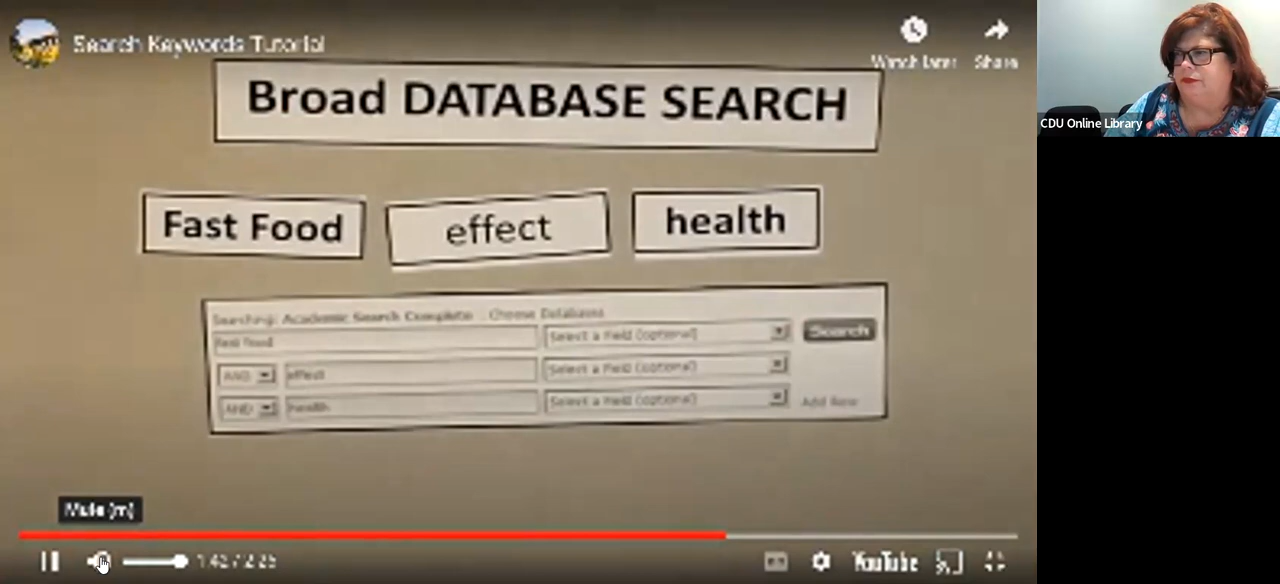 Search Keywords Tutorial
Watch later Share
CDU Online Library
Broad DATABASE SEARCH
Fast Food effect health
Searching: Academic Search Complete Choose Databases
fast food Select a Field (optional) Search
AND effect Select a Field (optional)
AND health Select a Field (optional) Add Row
Mute (m)
YouTube